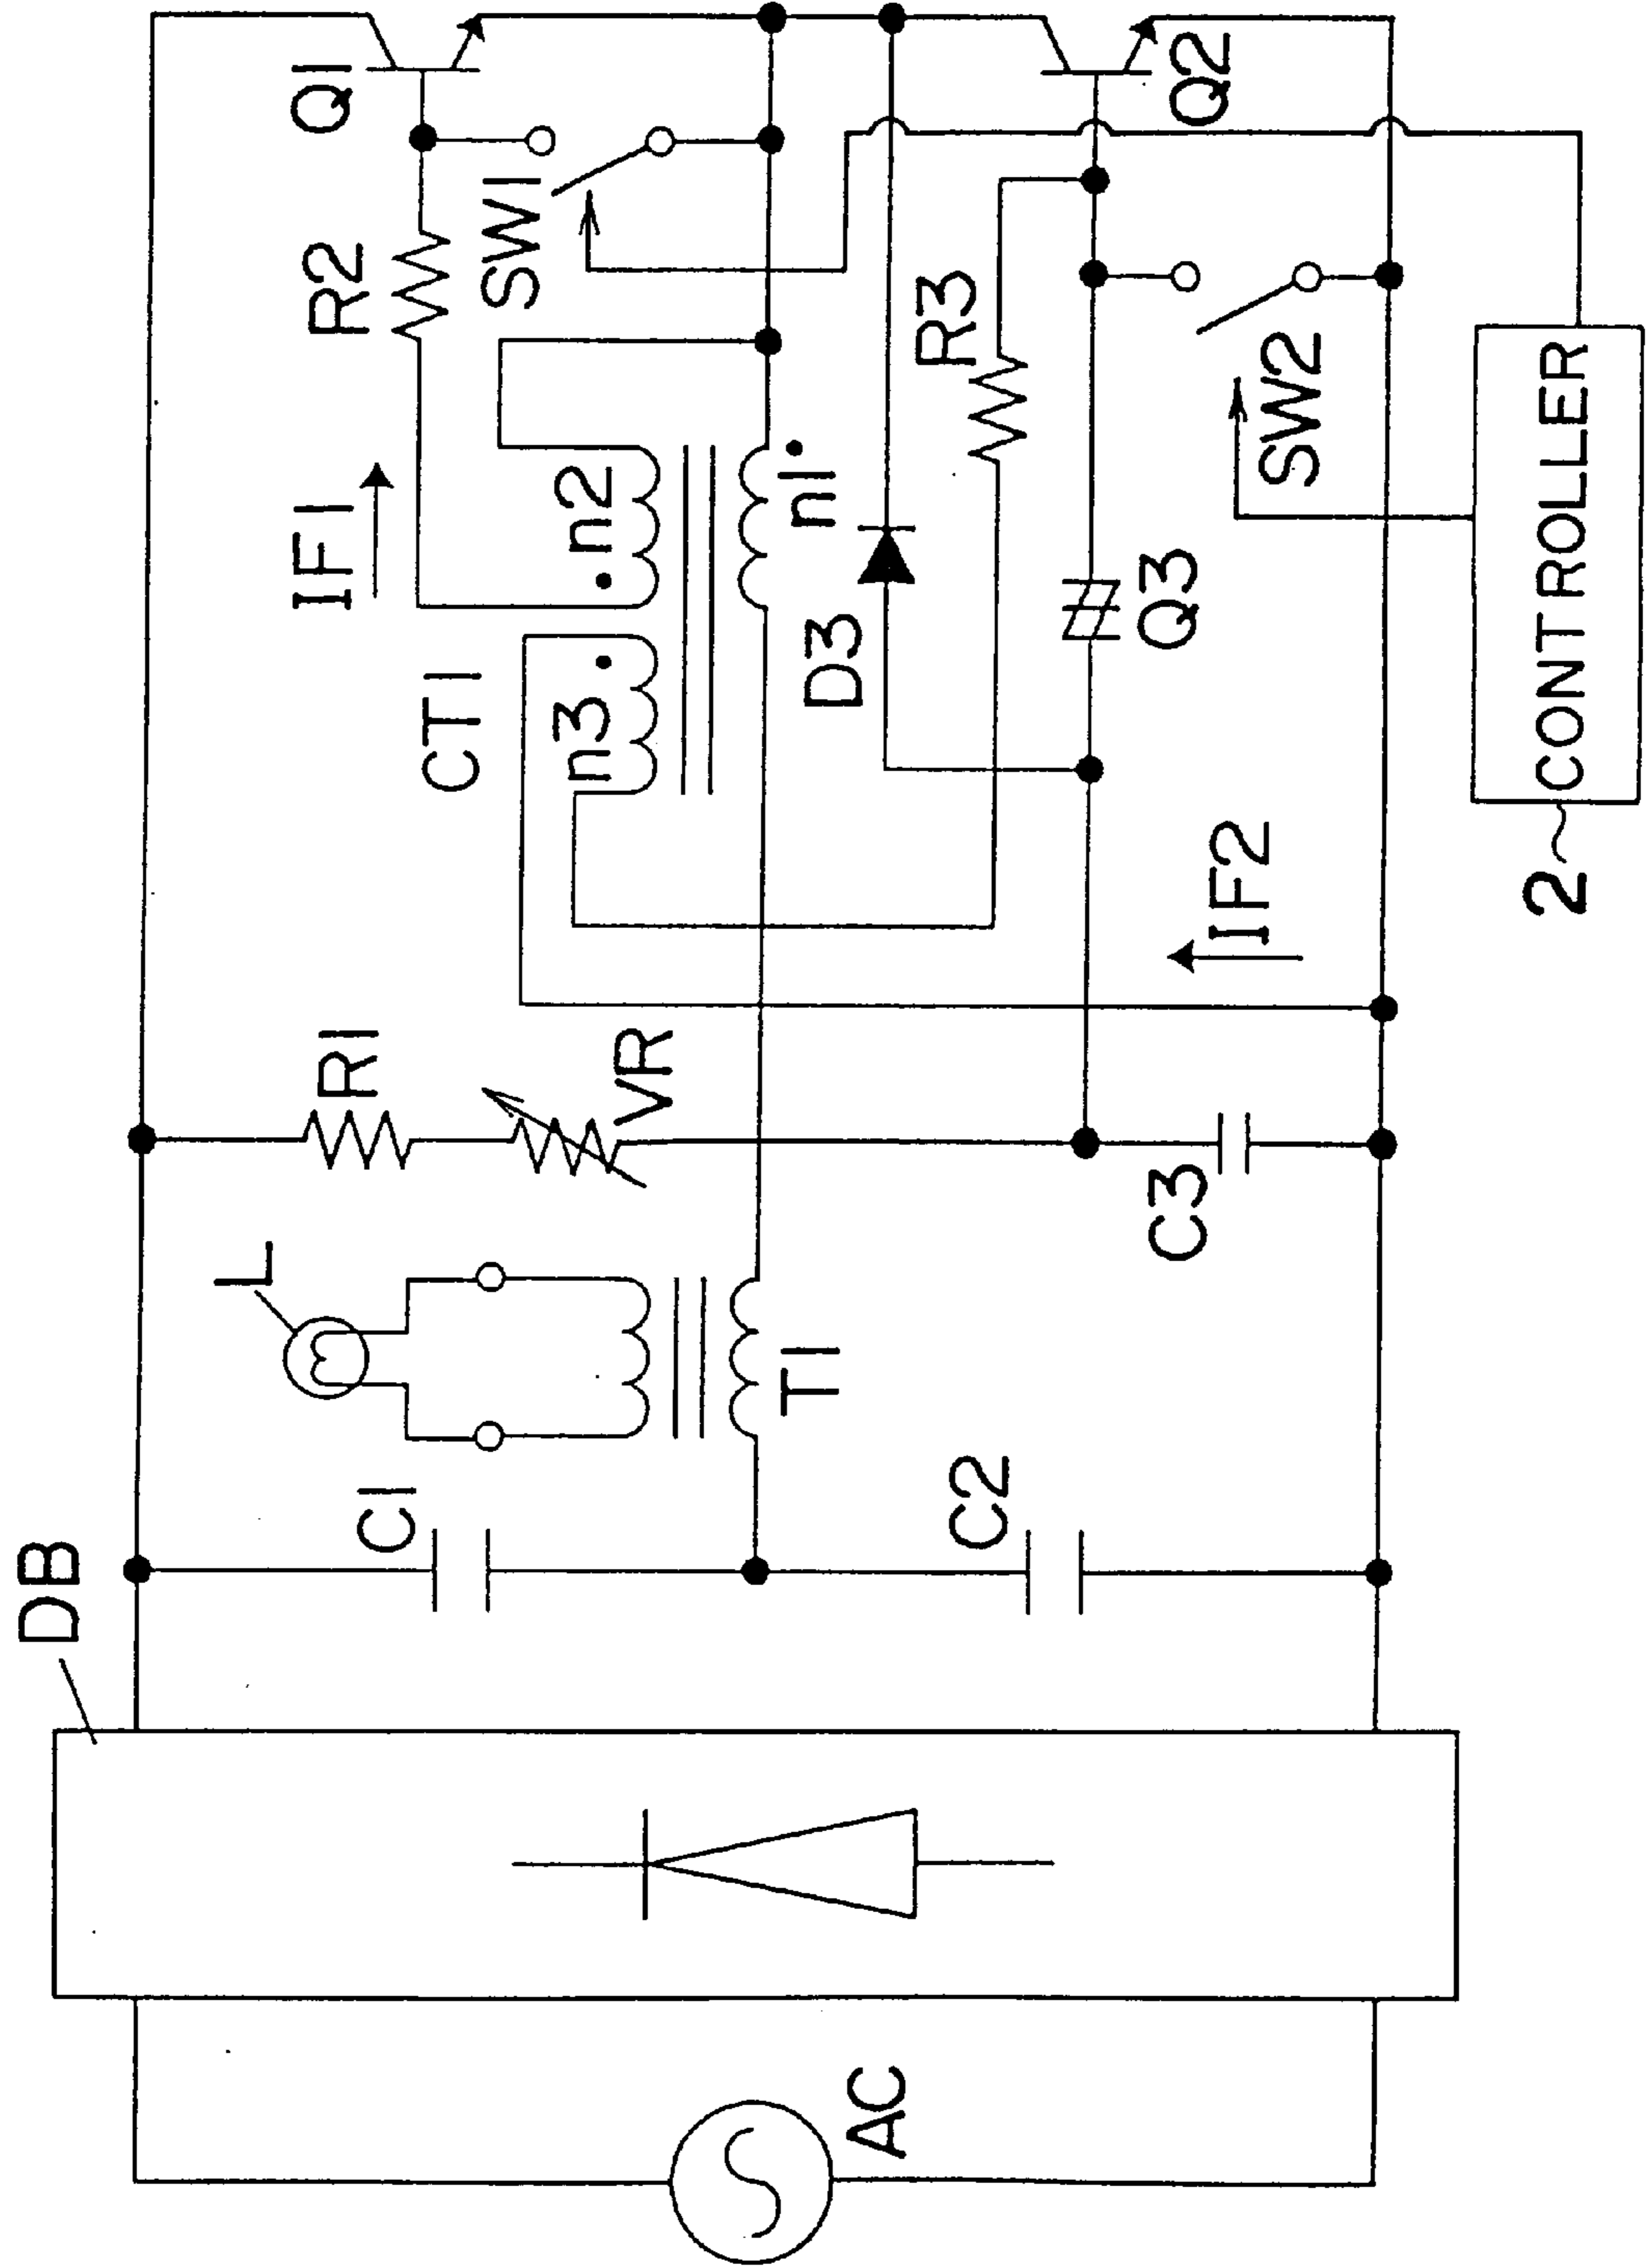 DB
L
IF1
Q1
R1
R2
C1
CT1
SW1
n3
n2
VR
T1
n1
D3
AC
C2
R3
C3
Q3
Q2
IF2
SW2
2
CONTROLLER